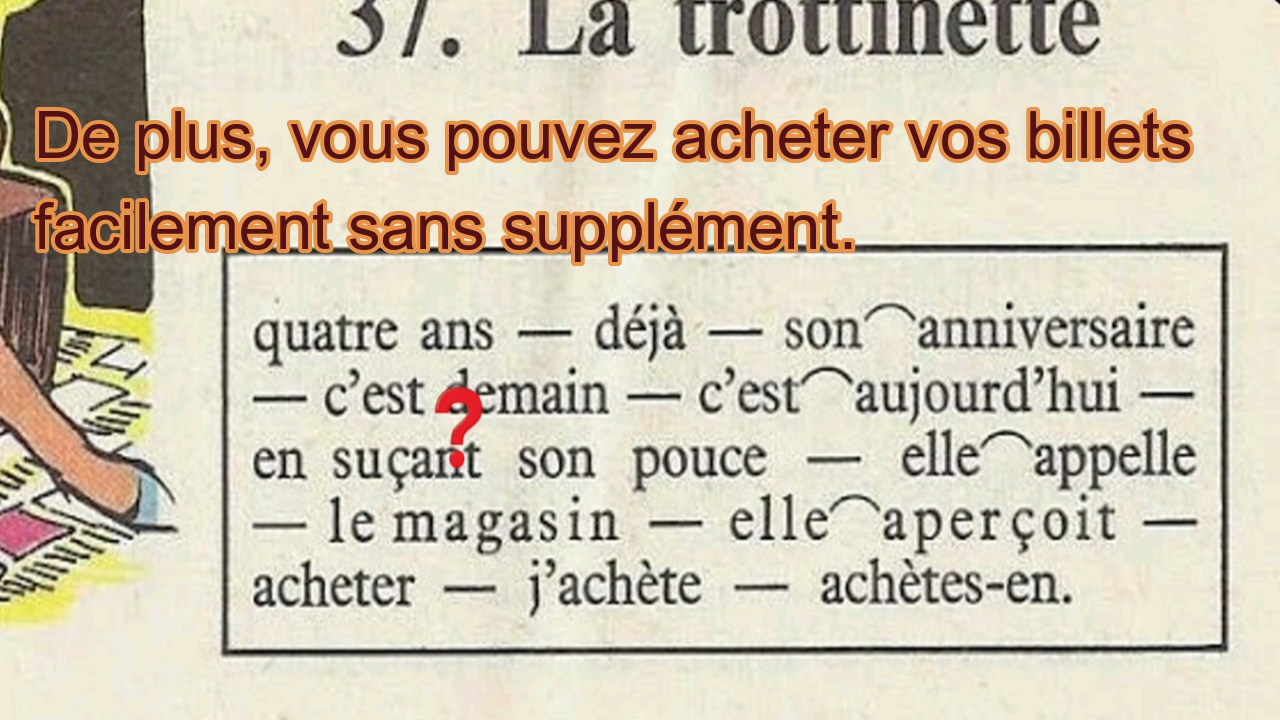 37. La trottinette
De plus, vous pouvez acheter vos billets
facilement sans supplément.
quatre ans — déjà — son anniversaire
— c'est demain — c'est aujourd'hui —
en suçant son pouce — elle appelle
— le magasin — elle aperçoit —
acheter — j'achète — achètes-en.
?